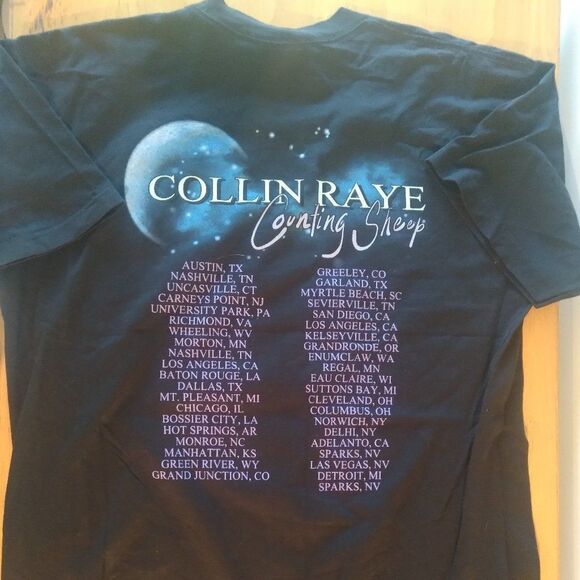 COLLIN RAYE
Counting Sheep
AUSTIN, TX
NASHVILLE, TN
UNCASVILLE, CT
CARNEYS POINT, NJ
UNIVERSITY PARK, PA
RICHMOND, VA
WHEELING, WV
MORTON, MN
NASHVILLE, TN
LOS ANGELES, CA
BATON ROUGE, LA
DALLAS, TX
MT. PLEASANT, MI
CHICAGO, IL
BOSSIER CITY, LA
HOT SPRINGS, AR
MONROE, NC
MANHATTAN, KS
GREEN RIVER, WY
GRAND JUNCTION, CO
GREELEY, CO
GARLAND, TX
MYRTLE BEACH, SC
SEVIERVILLE, TN
SAN DIEGO, CA
LOS ANGELES, CA
KELSEYVILLE, CA
GRANDRONDE, OR
ENUMCLAW, WA
REGAL, MN
EAU CLAIRE, WI
SUTTONS BAY, MI
CLEVELAND, OH
COLUMBUS, OH
NORWICH, NY
DELHI, NY
ADELANTO, CA
SPARKS, NV
LAS VEGAS, NV
DETROIT, MI
SPARKS, NV